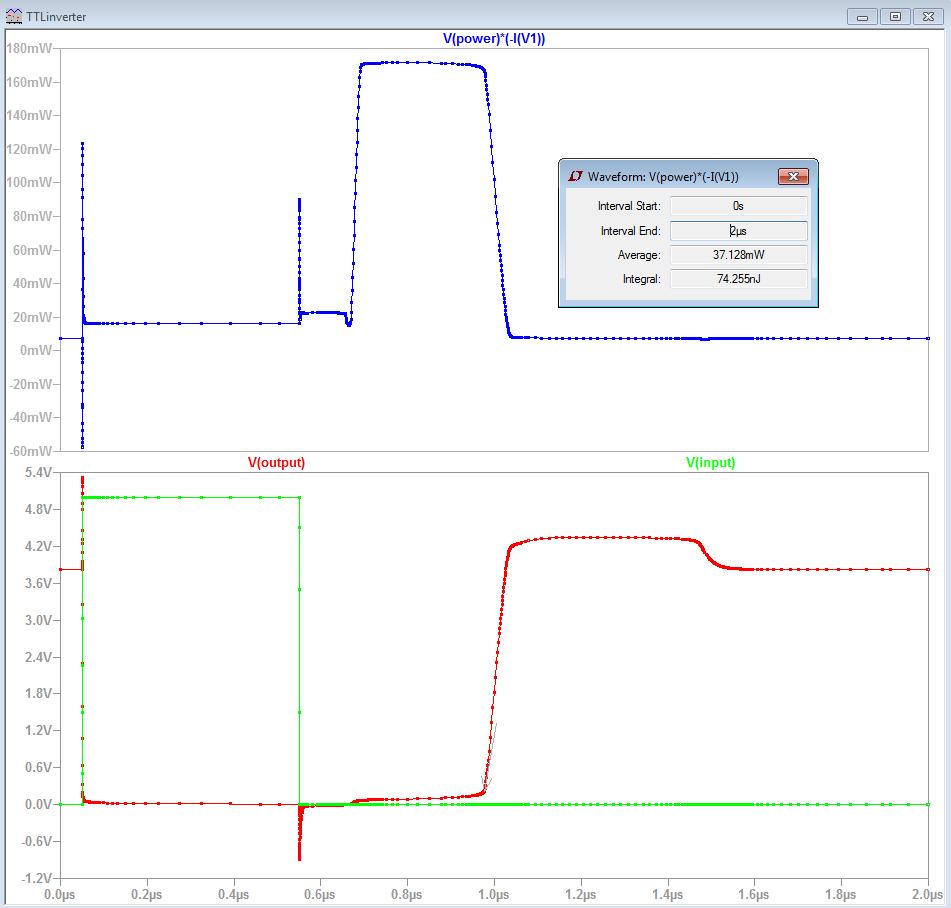 TTLinverter
V(power)*(-I(V1))
180mW
160mW
140mW
120mW
100mW
80mW
60mW
40mW
20mW
0mW
-20mW
-40mW
-60mW
Waveform: V(power)*(-I(V1))
Interval Start: 0s
Interval End: 2µs
Average: 37.128mW
Integral: 74.255nJ
V(output) V(input)
5.4V
4.8V
4.2V
3.6V
3.0V
2.4V
1.8V
1.2V
0.6V
0.0V
-0.6V
-1.2V
0.0µs 0.2µs 0.4µs 0.6µs 0.8µs 1.0µs 1.2µs 1.4µs 1.6µs 1.8µs 2.0µs